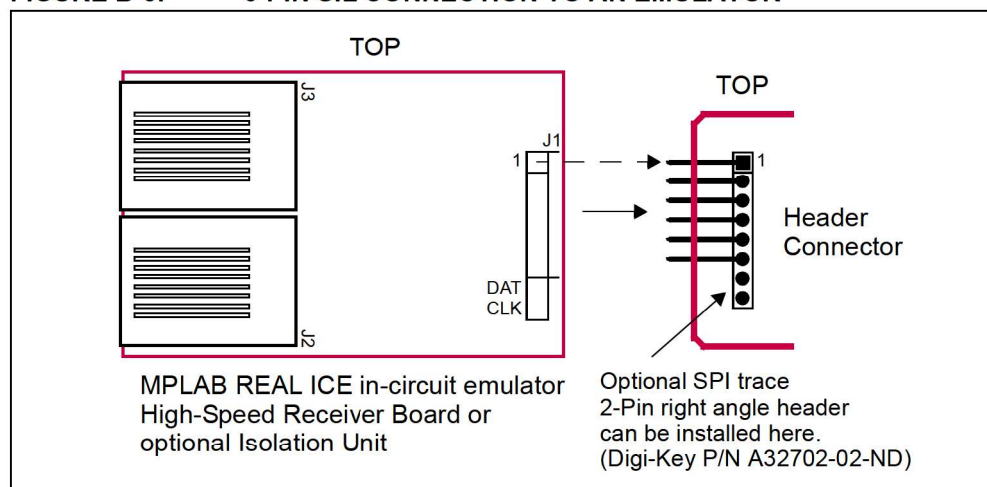 TOP
J3
J2
J1
1
DAT
CLK
MPLAB REAL ICE in-circuit emulator
High-Speed Receiver Board or
optional Isolation Unit
TOP
1
Header
Connector
Optional SPI trace
2-Pin right angle header
can be installed here.
(Digi-Key P/N A32702-02-ND)